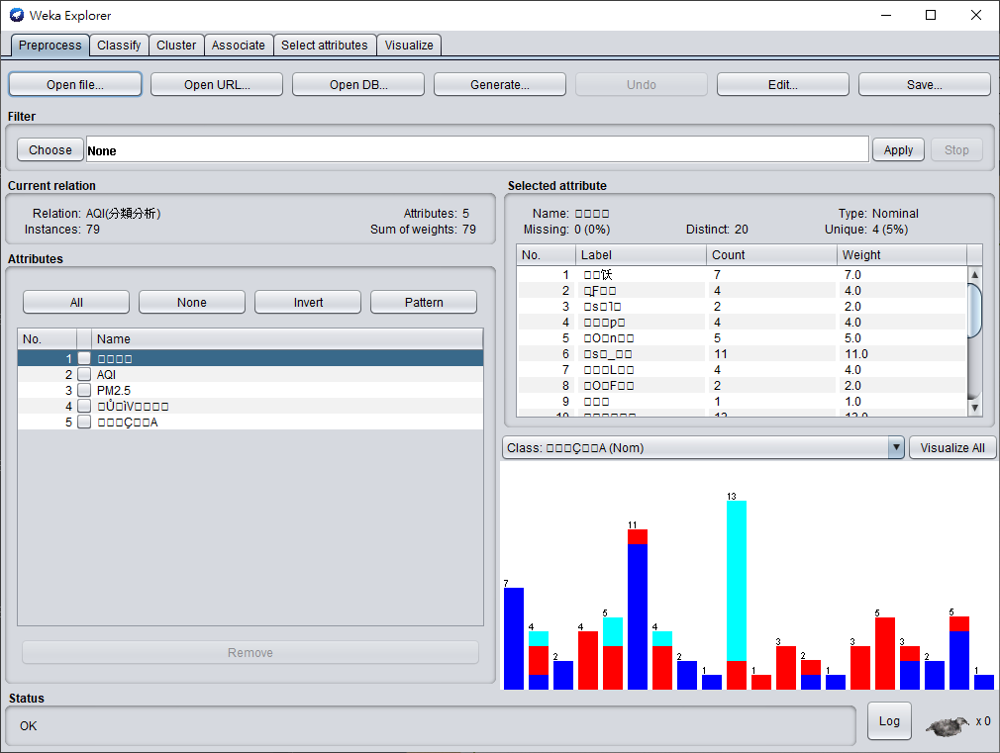 Weka Explorer
Preprocess Classify Cluster Associate Select attributes Visualize
Open file... Open URL... Open DB... Generate... Undo Edit... Save...
Filter
Choose None Apply Stop
Current relation
Relation: AQI(分類分析) Attributes: 5
Instances: 79 Sum of weights: 79
Attributes
All None Invert Pattern
No. Name
1 □□□□
2 AQI
3 PM2.5
4 □Ů□ìV□□□□
5 □□□Ç□□A
Remove
Selected attribute
Name: □□□□ Type: Nominal
Missing: 0 (0%) Distinct: 20 Unique: 4 (5%)
No. Label Count Weight
1 □□饫 7 7.0
2 4 4.0
3 2 2.0
4 □□□p□ 4 4.0
5 □O□n□□ 5 5.0
6 □s□_□□ 11 11.0
7 □□□L□□ 4 4.0
8 □O□F□□ 2 2.0
9 □□□ 1 1.0
Class: □□□Ç□□A (Nom) Visualize All
7 4 2 4 5 11 4 2 1 13 1 3 2 1 3 5 3 2 5 1
Status
OK
Log x 0